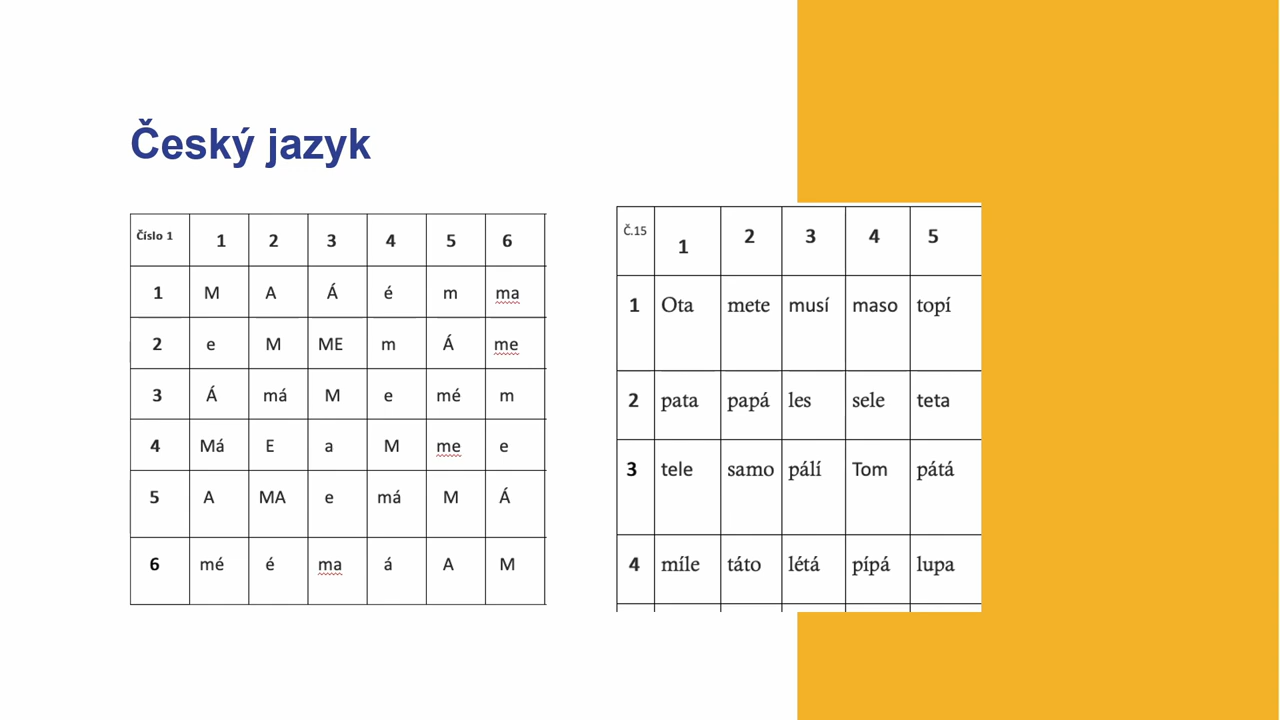 Český jazyk
Číslo 1 1 2 3 4 5 6
1 M A Á é m ma
2 e M ME m Á me
3 Á má M e mé m
4 Má E a M me e
5 A MA e má M Á
6 mé é ma á A M
Č.15 1 2 3 4 5
1 Ota mete musí maso topí
2 pata papá les sele teta
3 tele samo pálí Tom pátá
4 míle táto létá pípá lupa